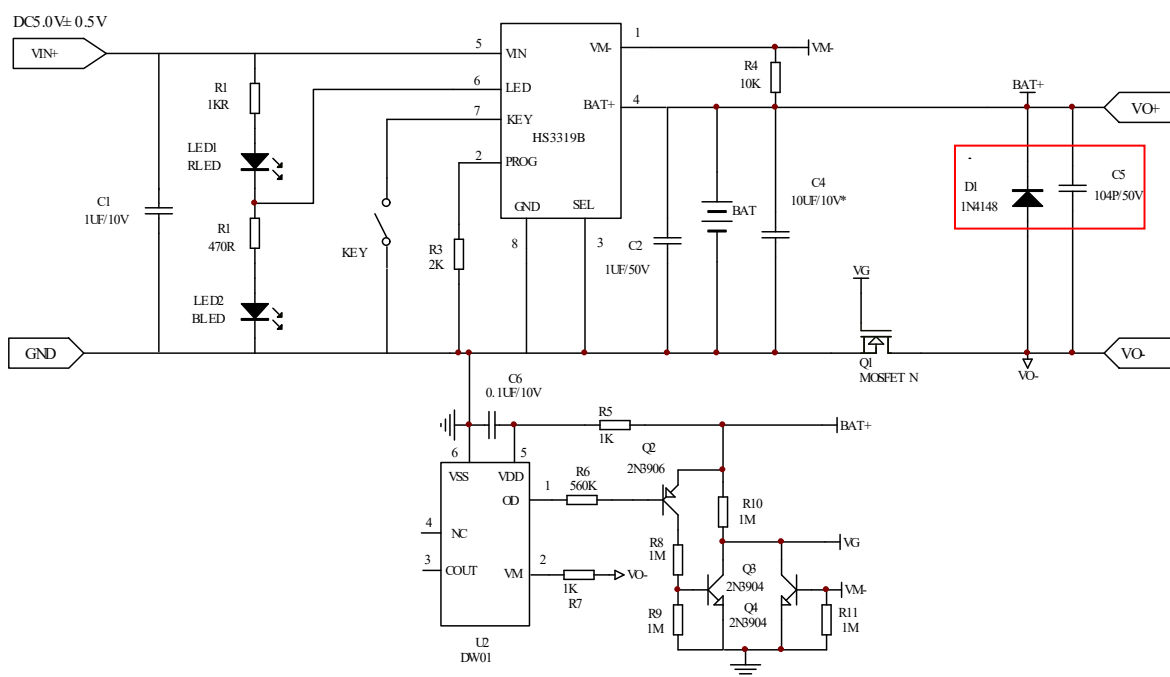 DC5.0V± 0.5V
VIN+
5
VIN
VM-
1
VM-
R4
10K
6
LED
R1
1KR
BAT+
4
BAT+
VO+
7
KEY
HS3319B
LED1
RLED
2
PROG
C1
1UF/10V
D1
1N4148
C5
104P/50V
C4
10UF/10V*
BAT
GND
SEL
R1
470R
KEY
R3
2K
8
3
C2
1UF/50V
VG
LED2
BLED
GND
VO-
Q1
MOSFET N
VO-
C6
0.1UF/10V
R5
1K
BAT+
6
5
VSS
VDD
Q2
2N3906
R6
560K
1
OD
R10
1M
4
NC
R8
1M
VG
3
COUT
2
VM
VO-
1K
R7
Q3
2N3904
VM-
Q4
2N3904
R9
1M
R11
1M
U2
DW01